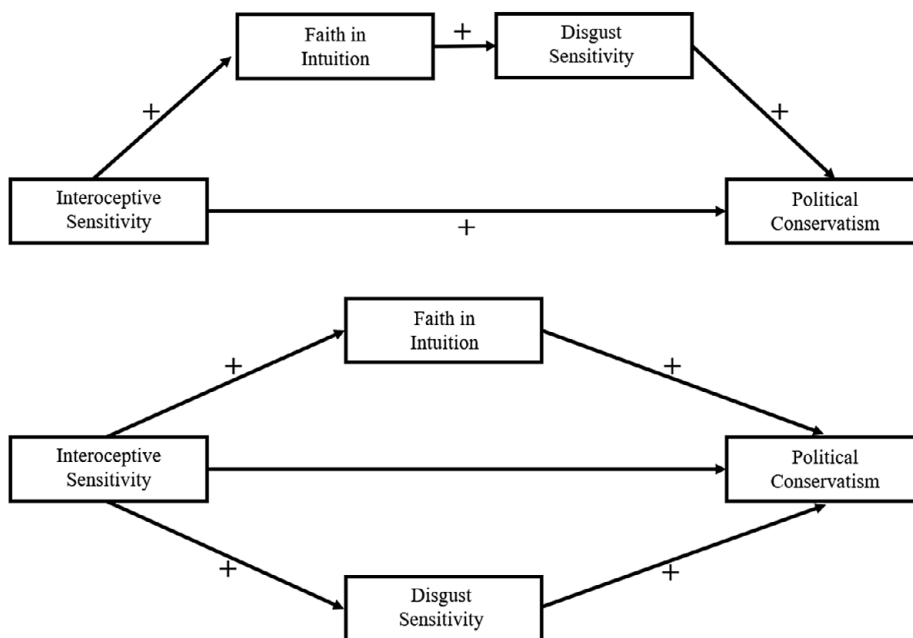 +
Faith in
Intuition
Disgust
Sensitivity
+
+
Interoceptive
Sensitivity
Political
Conservatism
+
Faith in
Intuition
+
+
Interoceptive
Sensitivity
Political
Conservatism
+
+
Disgust
Sensitivity